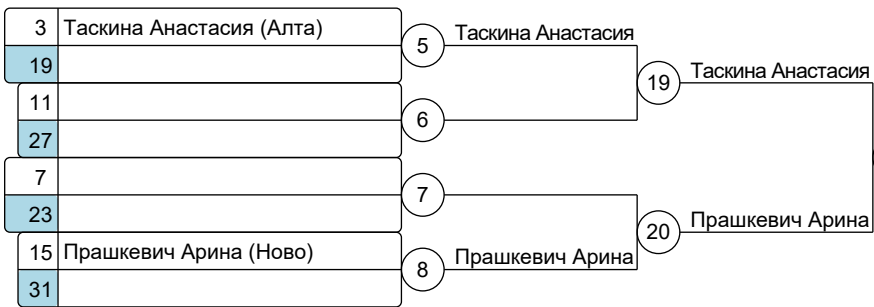 3 Таскина Анастасия (Алта)
5 Таскина Анастасия
19
19 Таскина Анастасия
11
6
27
7
7
23
20 Прашкевич Арина
15 Прашкевич Арина (Ново)
8 Прашкевич Арина
31